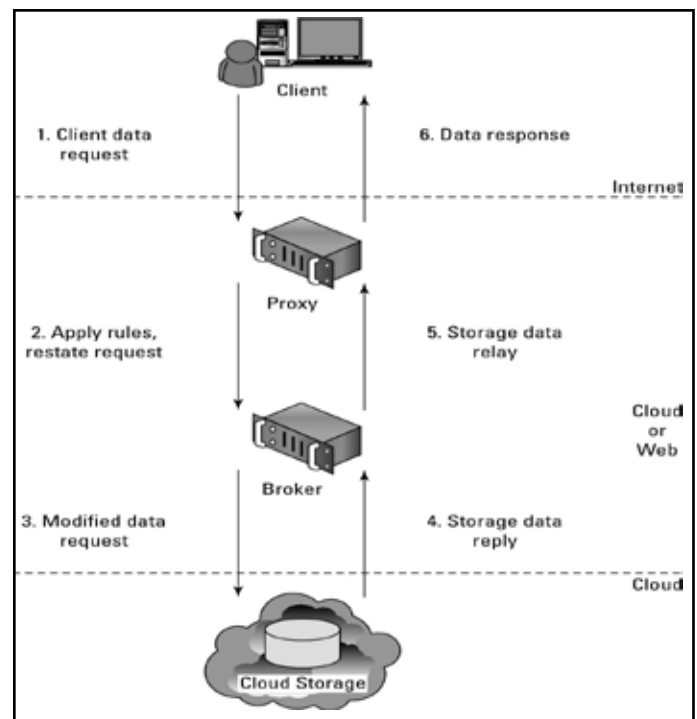 Client
1. Client data
request
6. Data response
Internet
Proxy
2. Apply rules,
restate request
5. Storage data
relay
Cloud
or
Web
Broker
3. Modified data
request
4. Storage data
reply
Cloud
Cloud Storage